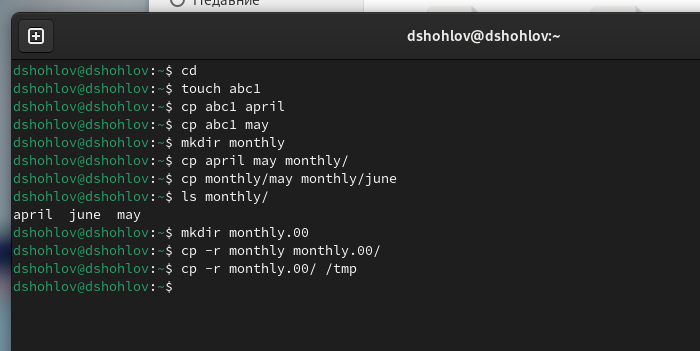 Недавние
dshohlov@dshohlov:~
dshohlov@dshohlov:~$ cd
dshohlov@dshohlov:~$ touch abc1
dshohlov@dshohlov:~$ cp abc1 april
dshohlov@dshohlov:~$ cp abc1 may
dshohlov@dshohlov:~$ mkdir monthly
dshohlov@dshohlov:~$ cp april may monthly/
dshohlov@dshohlov:~$ cp monthly/may monthly/june
dshohlov@dshohlov:~$ ls monthly/
april  june  may
dshohlov@dshohlov:~$ mkdir monthly.00
dshohlov@dshohlov:~$ cp -r monthly monthly.00/
dshohlov@dshohlov:~$ cp -r monthly.00/ /tmp
dshohlov@dshohlov:~$